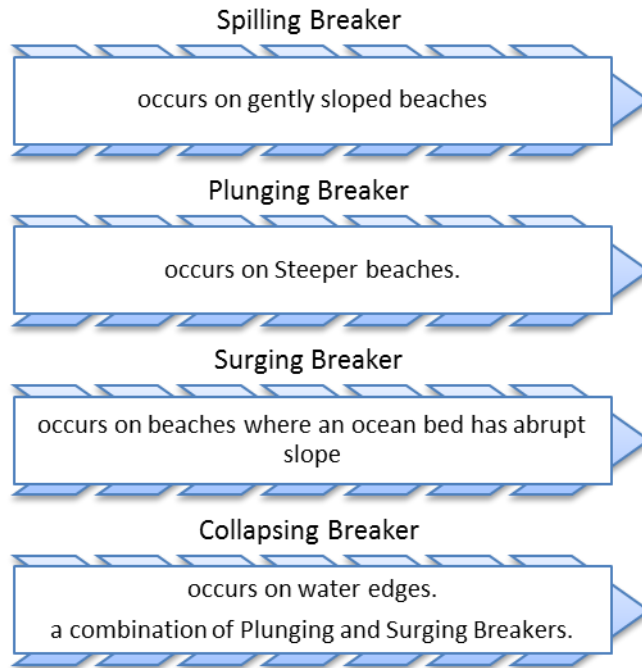 Spilling Breaker
occurs on gently sloped beaches
Plunging Breaker
occurs on Steeper beaches.
Surging Breaker
occurs on beaches where an ocean bed has abrupt
slope
Collapsing Breaker
occurs on water edges.
a combination of Plunging and Surging Breakers.